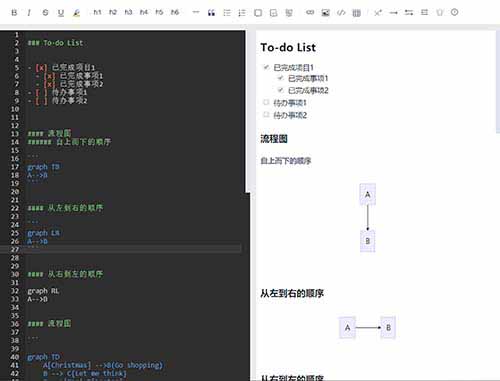 B I S U h1 h2 h3 h4 h5 h6
1
2 ### To-do List
3
4
5 - [x] 已完成项目1
6 - [x] 已完成事项1
7 - [x] 已完成事项2
8 - [ ] 待办事项1
9 - [ ] 待办事项2
10
11
12
13 #### 流程图
14 ###### 自上而下的顺序
15
16 ```
17 graph TB
18 A-->B
19 ```
20
21
22 #### 从左到右的顺序
23
24 ```
25 graph LR
26 A-->B
27 ```
28
29
30 #### 从右到左的顺序
31
32 graph RL
33 A-->B
34
35
36 #### 流程图
37
38 ```
39
40 graph TD
41 A[Christmas] -->B(Go shopping)
42 B --> C{Let me think}
To-do List
已完成项目1
已完成事项1
已完成事项2
待办事项1
待办事项2
流程图
自上而下的顺序
A
B
从左到右的顺序
A B
从右到左的顺序